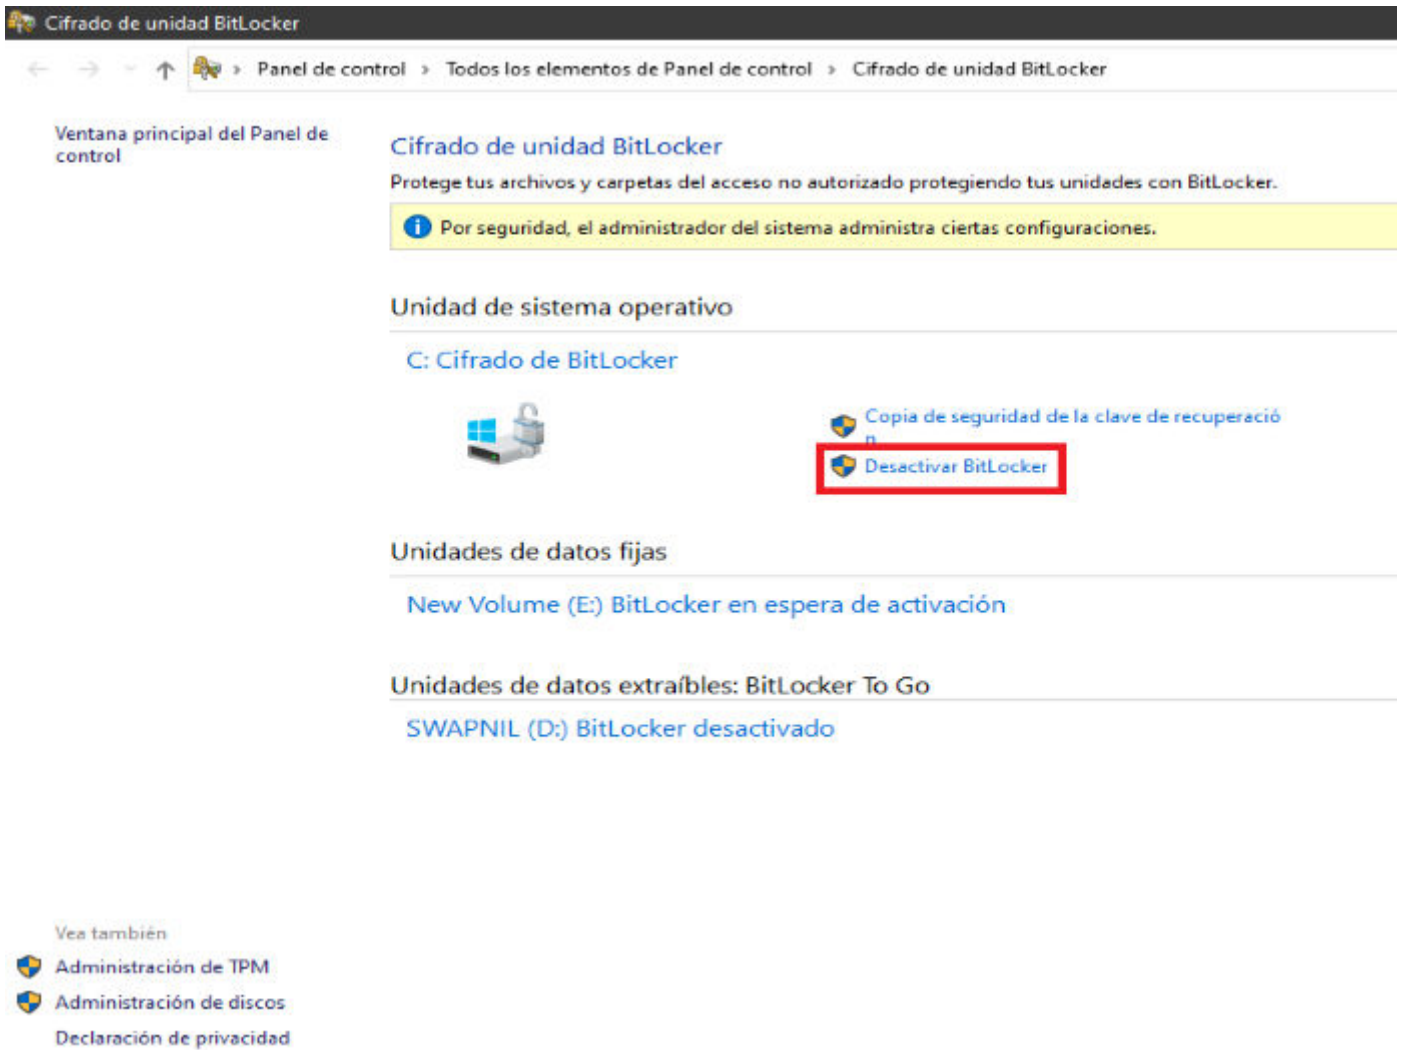 Cifrado de unidad BitLocker
Panel de control › Todos los elementos de Panel de control › Cifrado de unidad BitLocker
Ventana principal del Panel de
control
Cifrado de unidad BitLocker
Protege tus archivos y carpetas del acceso no autorizado protegiendo tus unidades con BitLocker.
Por seguridad, el administrador del sistema administra ciertas configuraciones.
Unidad de sistema operativo
C: Cifrado de BitLocker
Copia de seguridad de la clave de recuperació
n
Desactivar BitLocker
Unidades de datos fijas
New Volume (E:) BitLocker en espera de activación
Unidades de datos extraíbles: BitLocker To Go
SWAPNIL (D:) BitLocker desactivado
Vea también
Administración de TPM
Administración de discos
Declaración de privacidad